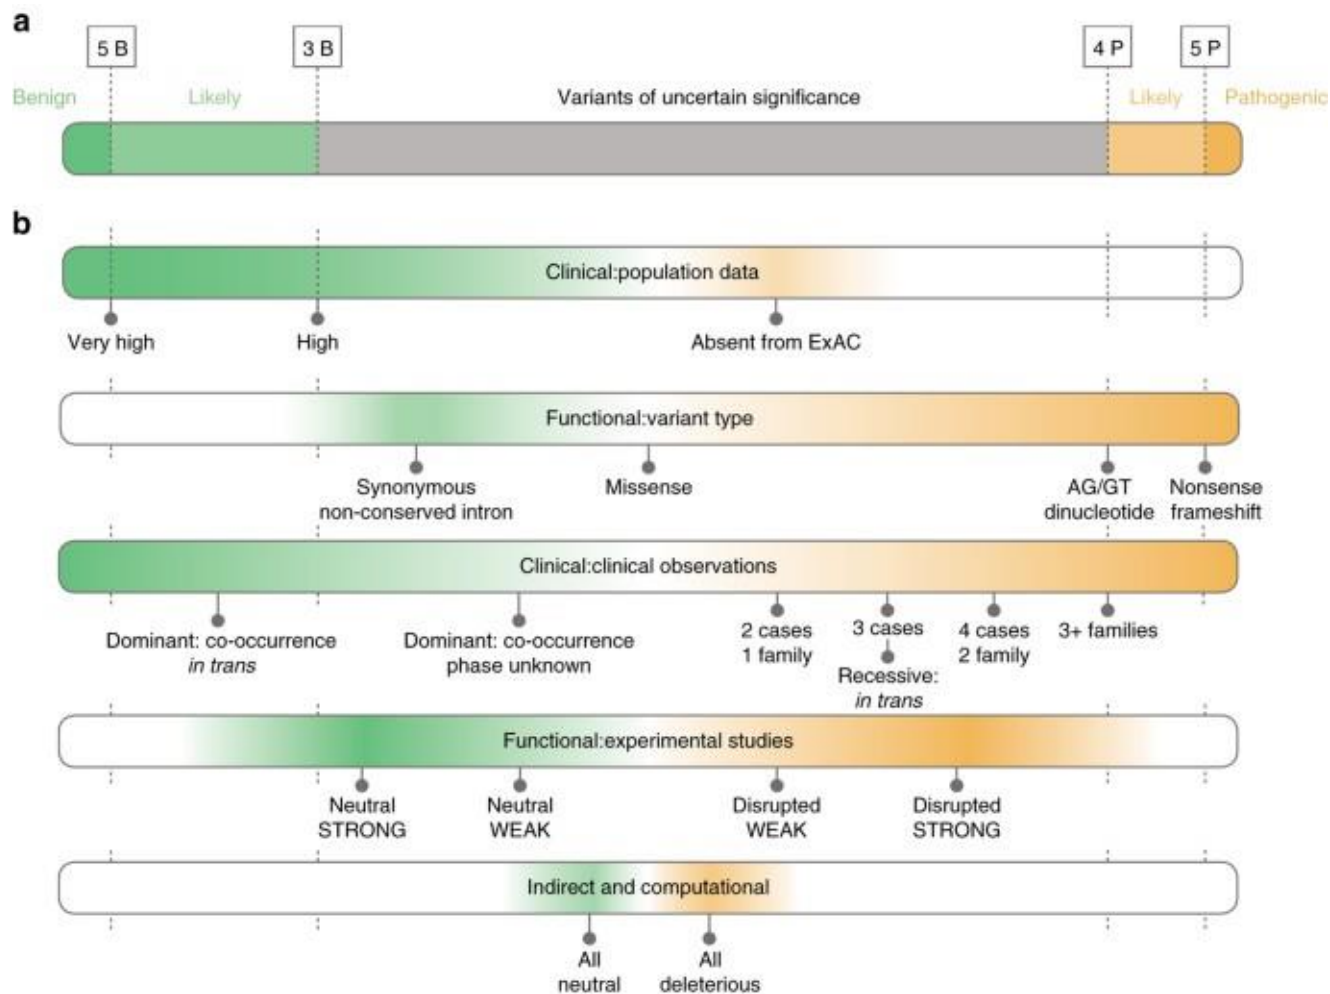 a
5 B
3 B
4 P
5 P
Benign
Likely
Variants of uncertain significance
Likely
Pathogenic
b
Clinical:population data
Very high
High
Absent from ExAC
Functional:variant type
Synonymous
non-conserved intron
Missense
AG/GT
dinucleotide
Nonsense
frameshift
Clinical:clinical observations
Dominant: co-occurrence
in trans
Dominant: co-occurrence
phase unknown
2 cases
1 family
3 cases
Recessive:
in trans
4 cases
2 family
3+ families
Functional:experimental studies
Neutral
STRONG
Neutral
WEAK
Disrupted
WEAK
Disrupted
STRONG
Indirect and computational
All
neutral
All
deleterious